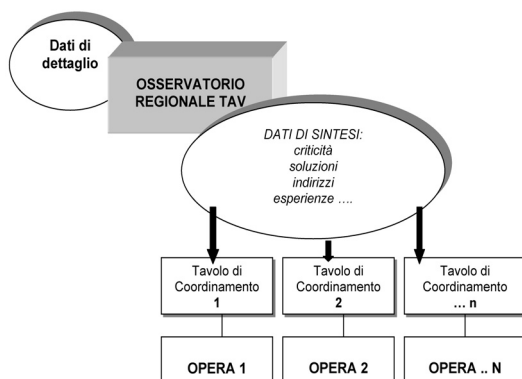 Dati di
dettaglio
OSSERVATORIO
REGIONALE TAV
DATI DI SINTESI:
criticità
soluzioni
indirizzi
esperienze ....
Tavolo di
Coordinamento
1
Tavolo di
Coordinamento
2
Tavolo di
Coordinamento
... n
OPERA 1
OPERA 2
OPERA .. N